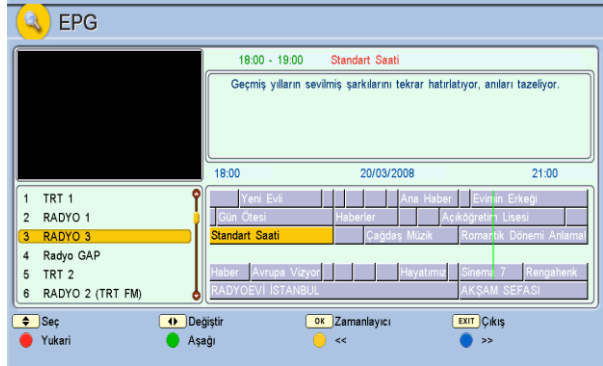 EPG
18:00 - 19:00 Standart Saati
Geçmiş yılların sevilmiş şarkılarını tekrar hatırlatıyor, anıları tazeliyor.
18:00 20/03/2008 21:00
1 TRT 1 Yeni Evli Ana Haber Evinin Erkeği
2 RADYO 1 Gün Ötesi Haberler Açıköğretim Lisesi
3 RADYO 3 Standart Saati Çağdaş Müzik Romantik Dönemi Anlamal
4 Radyo GAP
5 TRT 2 Haber Avrupa Vizyor Hayatımız Sinema 7 Rengahenk
6 RADYO 2 (TRT FM) RADYOEVİ İSTANBUL AKŞAM SEFASI
Seç Değiştir OK Zamanlayıcı EXIT Çıkış
Yukari Aşağı << >>